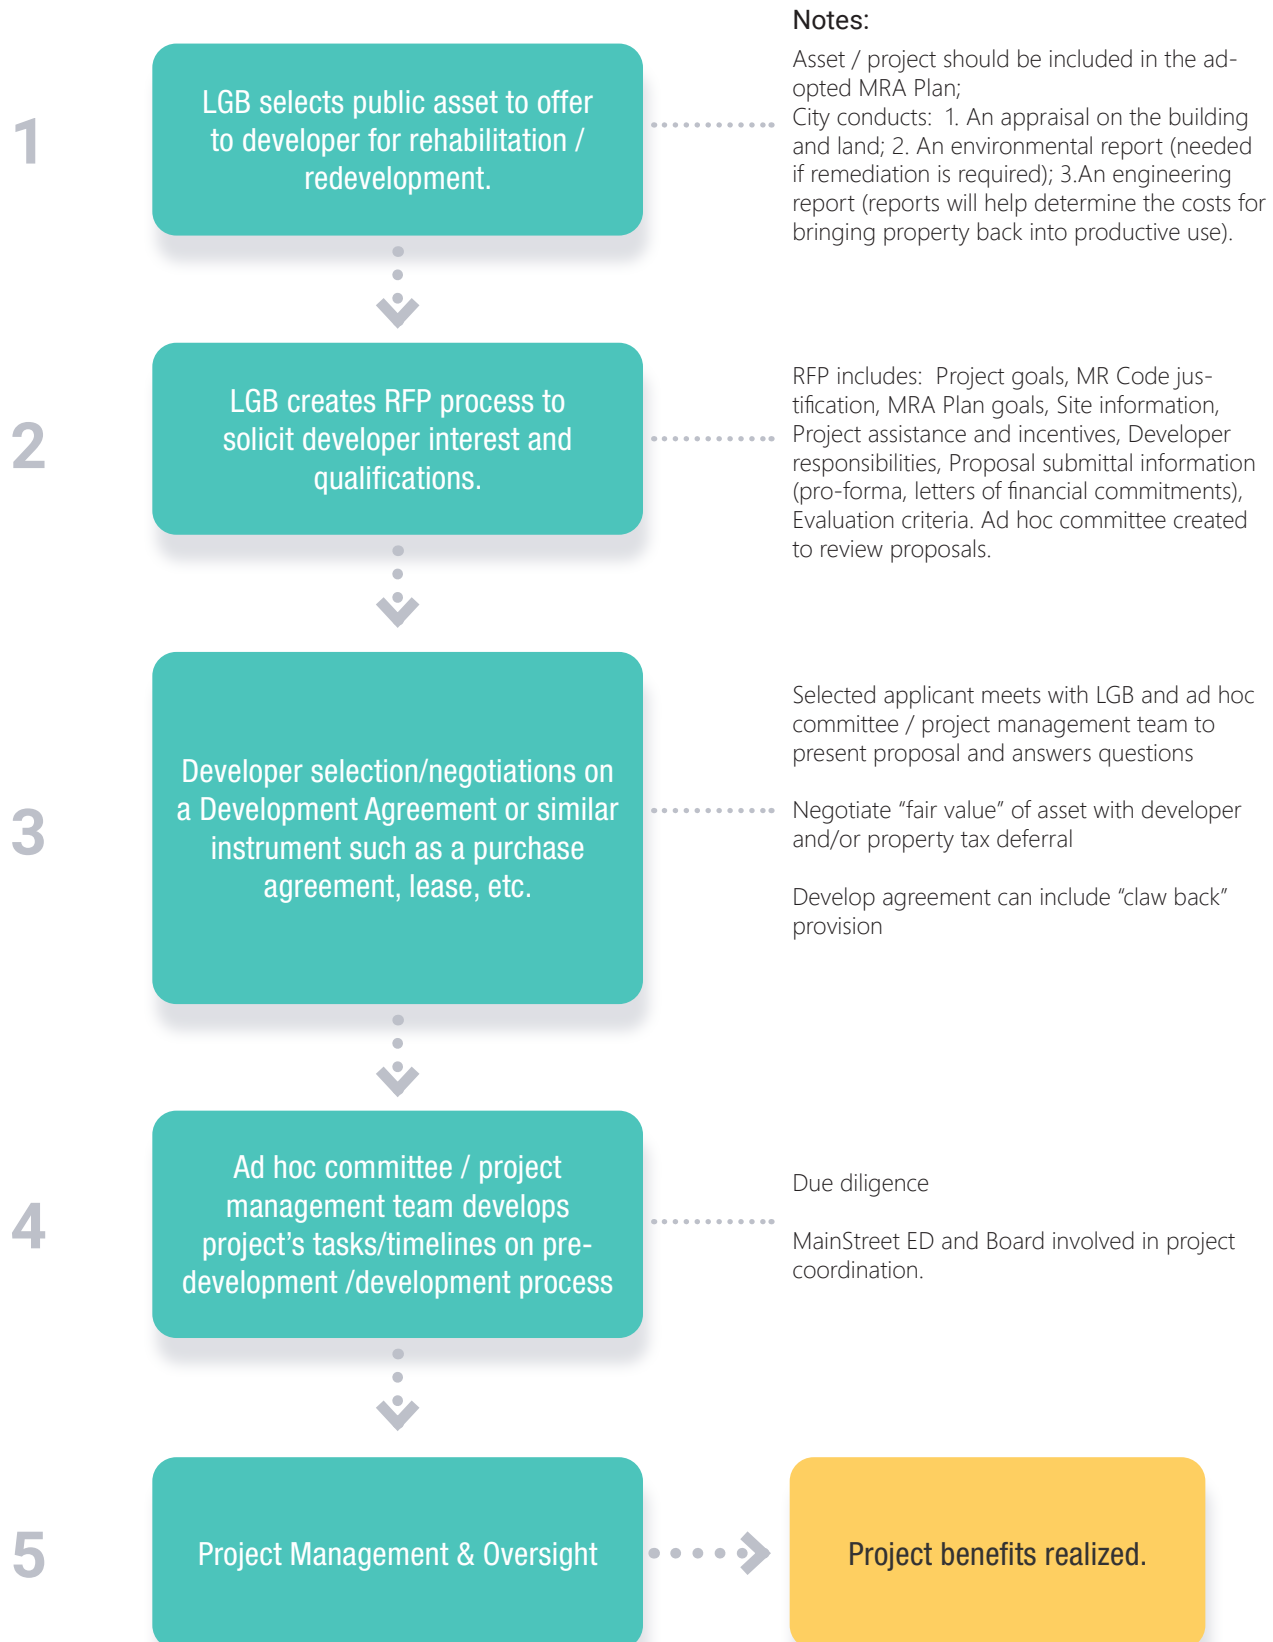 Notes:
1
LGB selects public asset to offer
to developer for rehabilitation /
redevelopment.
Asset / project should be included in the ad-
opted MRA Plan;
City conducts: 1. An appraisal on the building
and land; 2. An environmental report (needed
if remediation is required); 3.An engineering
report (reports will help determine the costs for
bringing property back into productive use).
2
LGB creates RFP process to
solicit developer interest and
qualifications.
RFP includes: Project goals, MR Code jus-
tification, MRA Plan goals, Site information,
Project assistance and incentives, Developer
responsibilities, Proposal submittal information
(pro-forma, letters of financial commitments),
Evaluation criteria. Ad hoc committee created
to review proposals.
3
Developer selection/negotiations on
a Development Agreement or similar
instrument such as a purchase
agreement, lease, etc.
Selected applicant meets with LGB and ad hoc
committee / project management team to
present proposal and answers questions
Negotiate “fair value” of asset with developer
and/or property tax deferral
Develop agreement can include “claw back”
provision
4
Ad hoc committee / project
management team develops
project’s tasks/timelines on pre-
development /development process
Due diligence
MainStreet ED and Board involved in project
coordination.
5
Project Management & Oversight
Project benefits realized.